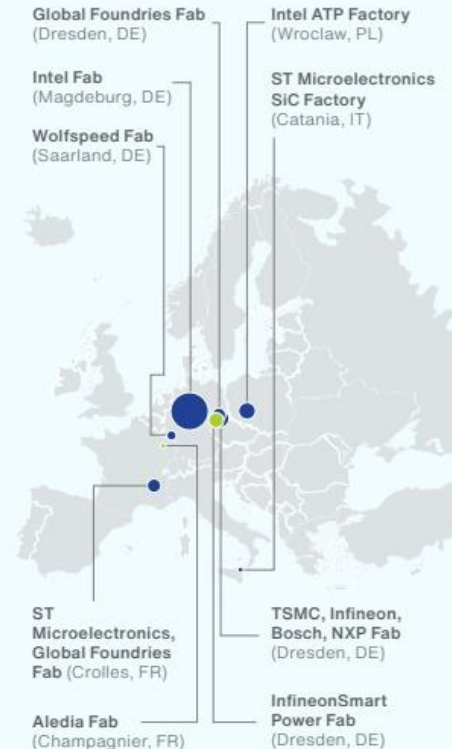 Global Foundries Fab
(Dresden, DE)
Intel Fab
(Magdeburg, DE)
Wolfspeed Fab
(Saarland, DE)
Intel ATP Factory
(Wroclaw, PL)
ST Microelectronics
SiC Factory
(Catania, IT)
ST
Microelectronics,
Global Foundries
Fab (Crolles, FR)
Aledia Fab
(Champagnier, FR)
TSMC, Infineon,
Bosch, NXP Fab
(Dresden, DE)
InfineonSmart
Power Fab
(Dresden, DE)